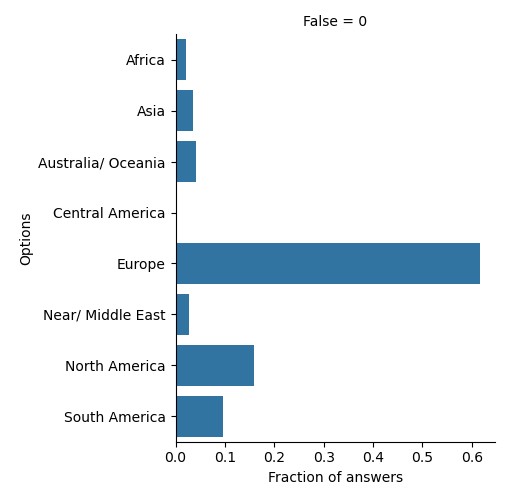 False = 0
Africa
Asia
Australia/ Oceania
Central America
Europe
Near/ Middle East
North America
South America
Options
0.0 0.1 0.2 0.3 0.4 0.5 0.6
Fraction of answers